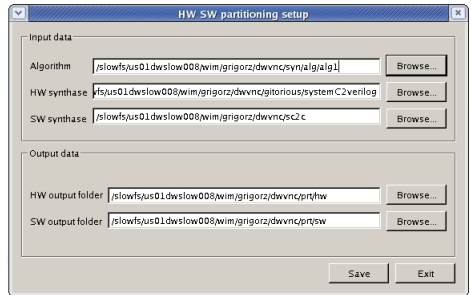 HW SW partitioning setup
Input data
Algorithm /slowfs/us01dwslow008/wim/grigorz/dwvnc/syn/alg/alg1 Browse...
HW synthase /fs/us01dwslow008/wim/grigorz/dwvnc/gitorious/systemC2verilog Browse...
SW synthase /slowfs/us01dwslow008/wim/grigorz/dwvnc/sc2c Browse...
Output data
HW output folder /slowfs/us01dwslow008/wim/grigorz/dwvnc/prt/hw Browse...
SW output folder /slowfs/us01dwslow008/wim/grigorz/dwvnc/prt/sw Browse...
Save Exit